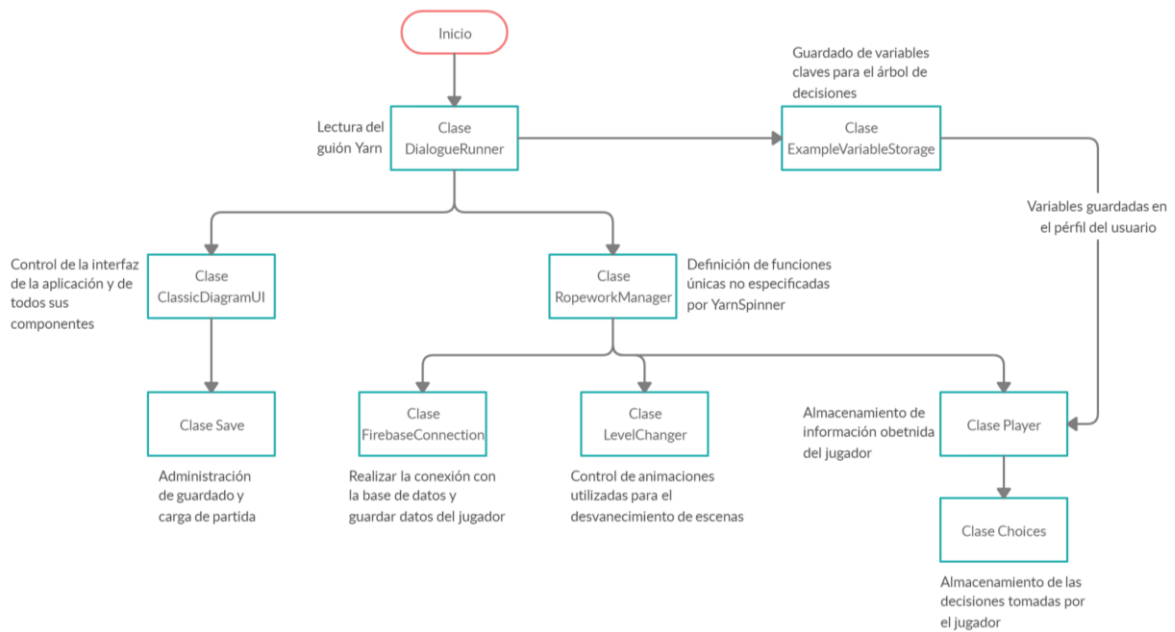 Inicio
Guardado de variables
claves para el árbol de
decisiones
Lectura del
guión Yarn
Clase
DialogueRunner
Clase
ExampleVariableStorage
Variables guardadas en
el pérfil del usuario
Control de la interfaz
de la aplicación y de
todos sus
componentes
Clase
ClassicDiagramUI
Clase
RopeworkManager
Definición de funciones
únicas no especificadas
por YarnSpinner
Clase Save
Clase
FirebaseConnection
Clase
LevelChanger
Almacenamiento de
información obetnida
del jugador
Clase Player
Administración
de guardado y
carga de partida
Realizar la conexión con
la base de datos y
guardar datos del jugador
Control de animaciones
utilizadas para el
desvanecimiento de escenas
Clase Choices
Almacenamiento de las
decisiones tomadas por
el jugador